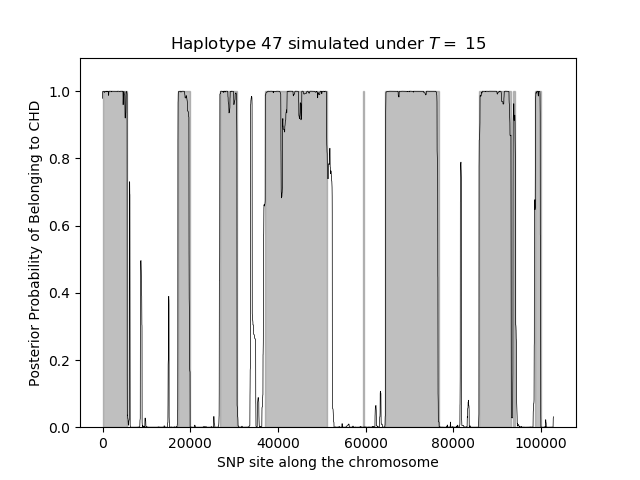 Haplotype 47 simulated under T = 15
Posterior Probability of Belonging to CHD
1.0
0.8
0.6
0.4
0.2
0.0
0 20000 40000 60000 80000 100000
SNP site along the chromosome